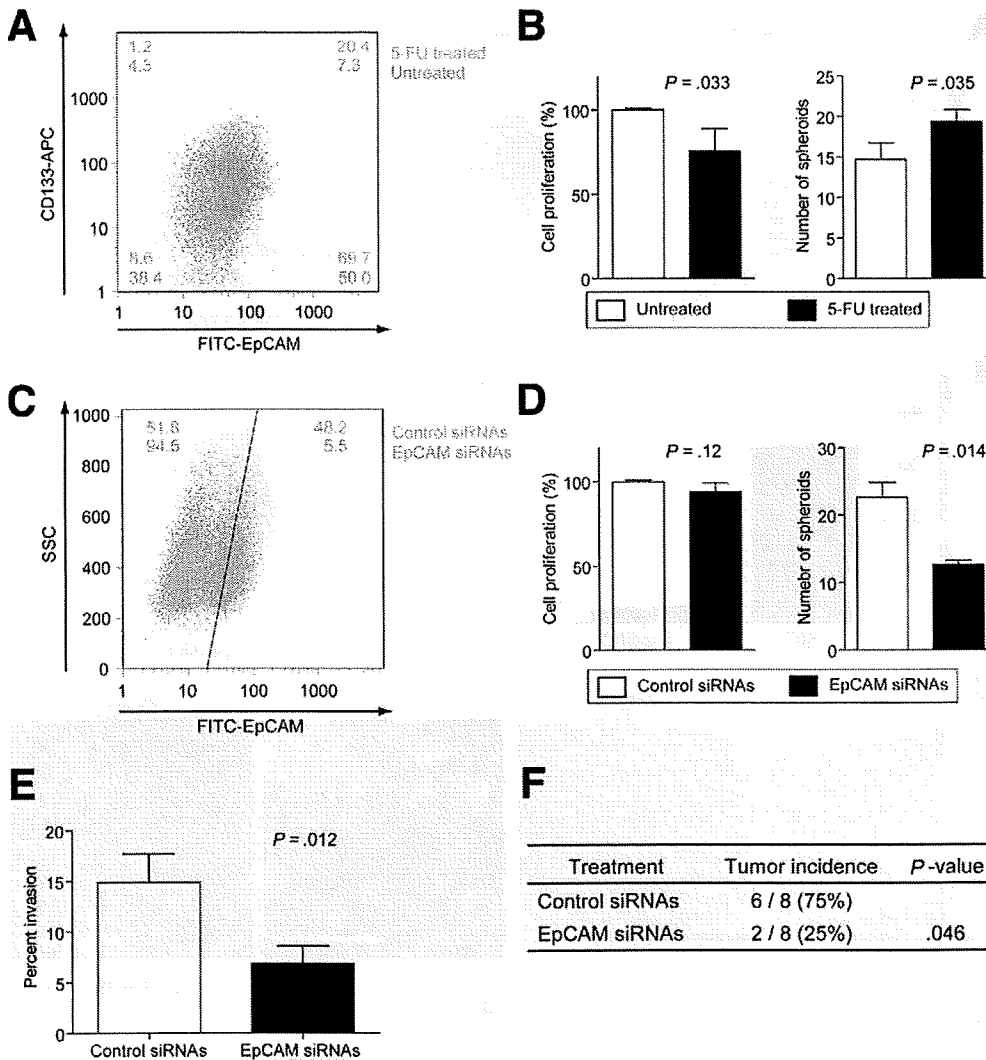 A
1.2 20.4 5-FU treated
4.3 7.3 Untreated
CD133-APC
1000
100
10
1
8.6 69.7
38.4 50.0
1 10 100 1000
FITC-EpCAM
B
P = .033
Cell proliferation (%)
100
50
0
P = .035
Number of spheroids
25
20
15
10
5
0
Untreated 5-FU treated
C
51.8 48.2 Control siRNAs
94.5 5.5 EpCAM siRNAs
SSC
1000
800
600
400
200
0
1 10 100 1000
FITC-EpCAM
D
P = .12
Cell proliferation (%)
100
50
0
P = .014
Numebr of spheroids
30
20
10
0
Control siRNAs EpCAM siRNAs
E
P = .012
Percent invasion
20
15
10
5
0
Control siRNAs EpCAM siRNAs
F
Treatment Tumor incidence P -value
Control siRNAs 6 / 8 (75%)
EpCAM siRNAs 2 / 8 (25%) .046